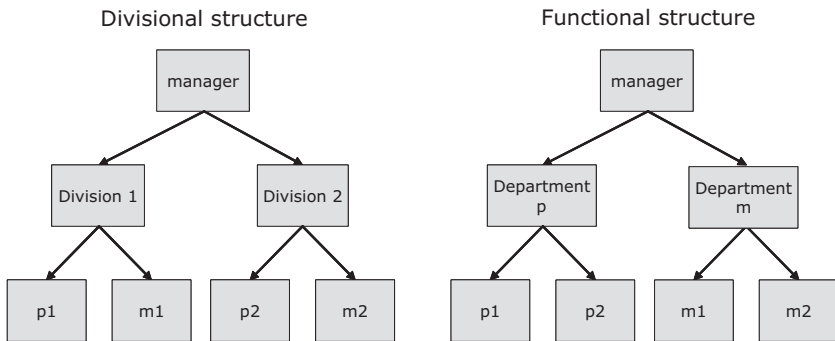 Divisional structure
Functional structure
manager
manager
Division 1
Division 2
Department
p
Department
m
p1
m1
p2
m2
p1
p2
m1
m2